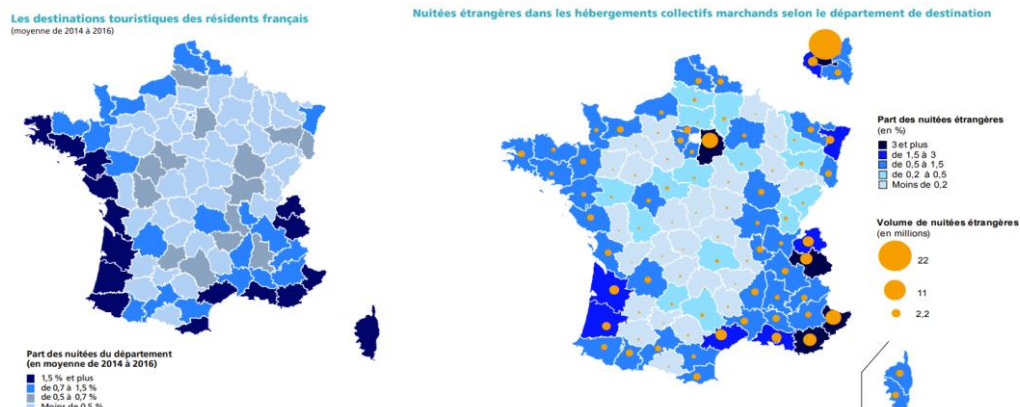 Les destinations touristiques des résidents français
(moyenne de 2014 à 2016)
Part des nuitées du département
(en moyenne de 2014 à 2016)
1,5 % et plus
de 0,7 à 1,5 %
de 0,5 à 0,7 %
Moins de 0,5 %
Nuitées étrangères dans les hébergements collectifs marchands selon le département de destination
Part des nuitées étrangères
(en %)
3 et plus
de 1,5 à 3
de 0,5 à 1,5
de 0,2 à 0,5
Moins de 0,2
Volume de nuitées étrangères
(en millions)
22
11
2,2